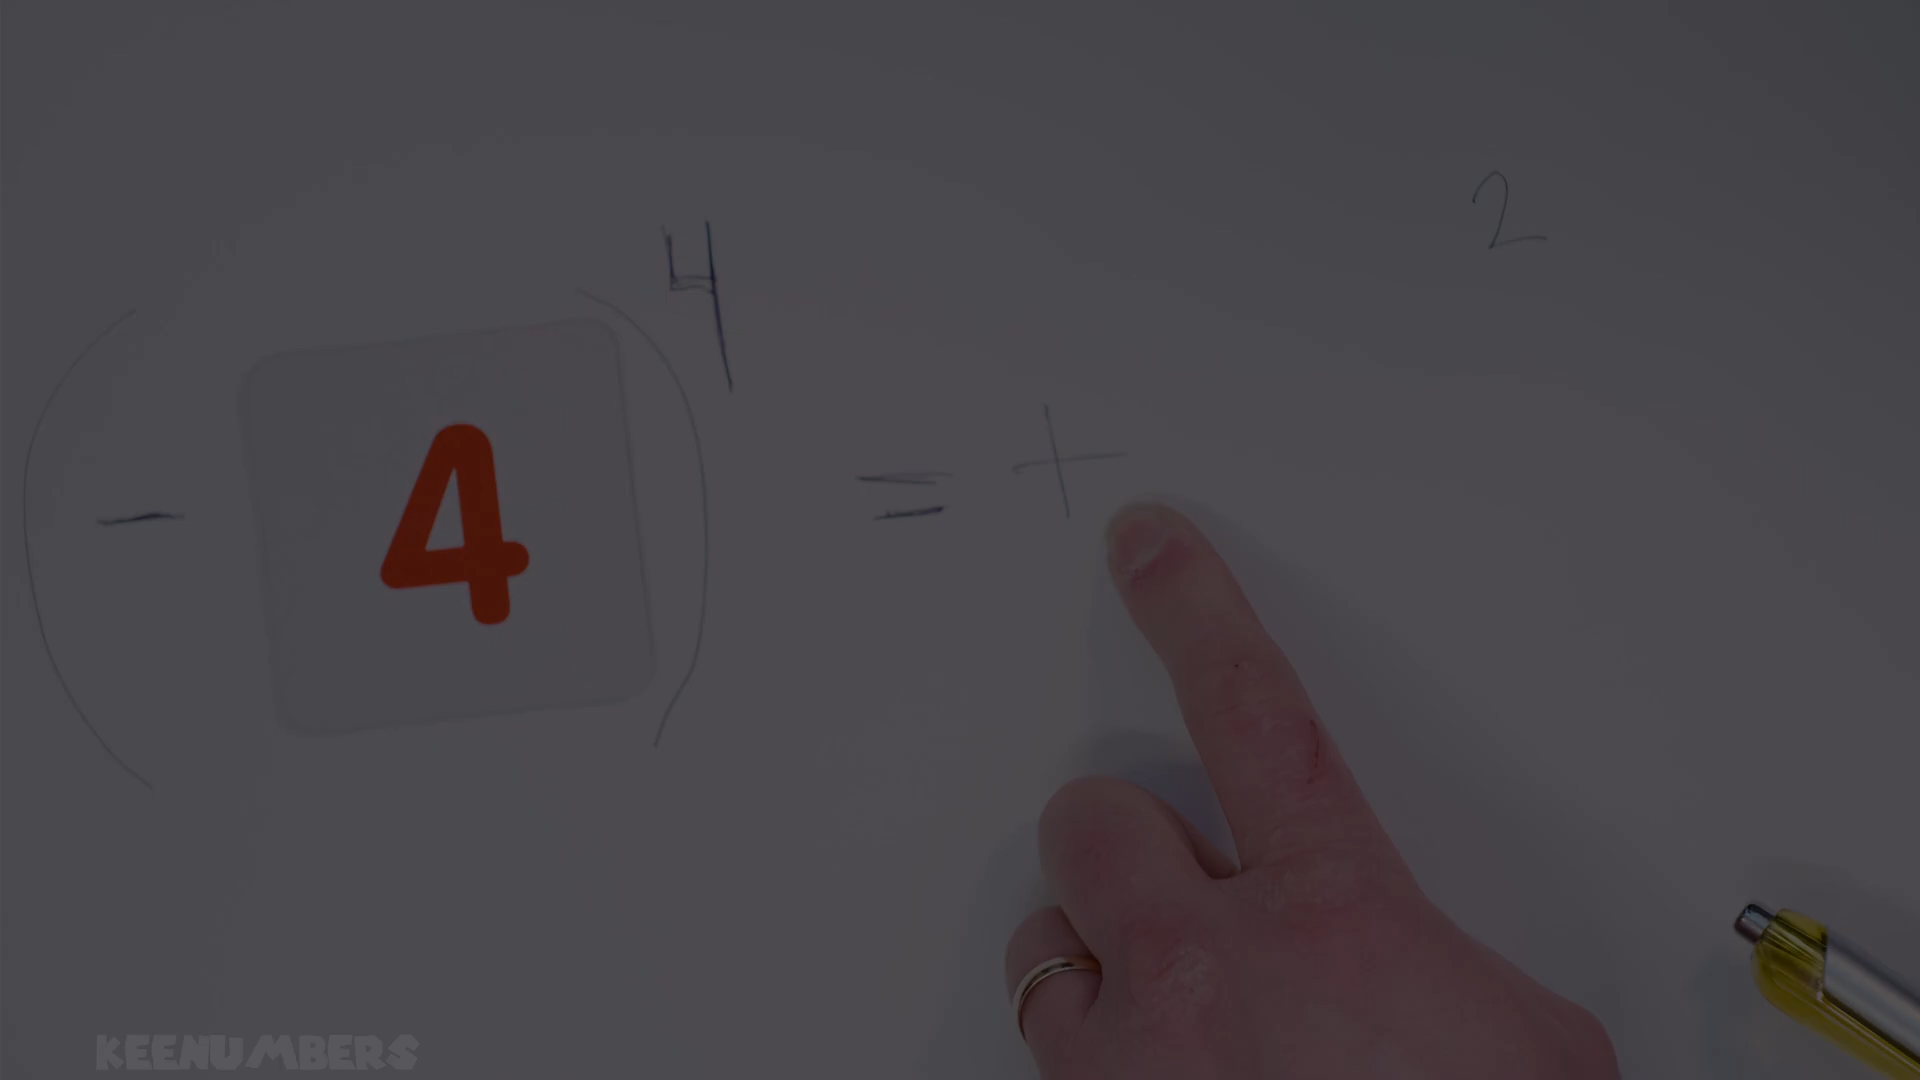 2
(-4)⁴ = +
KEENUMBERS